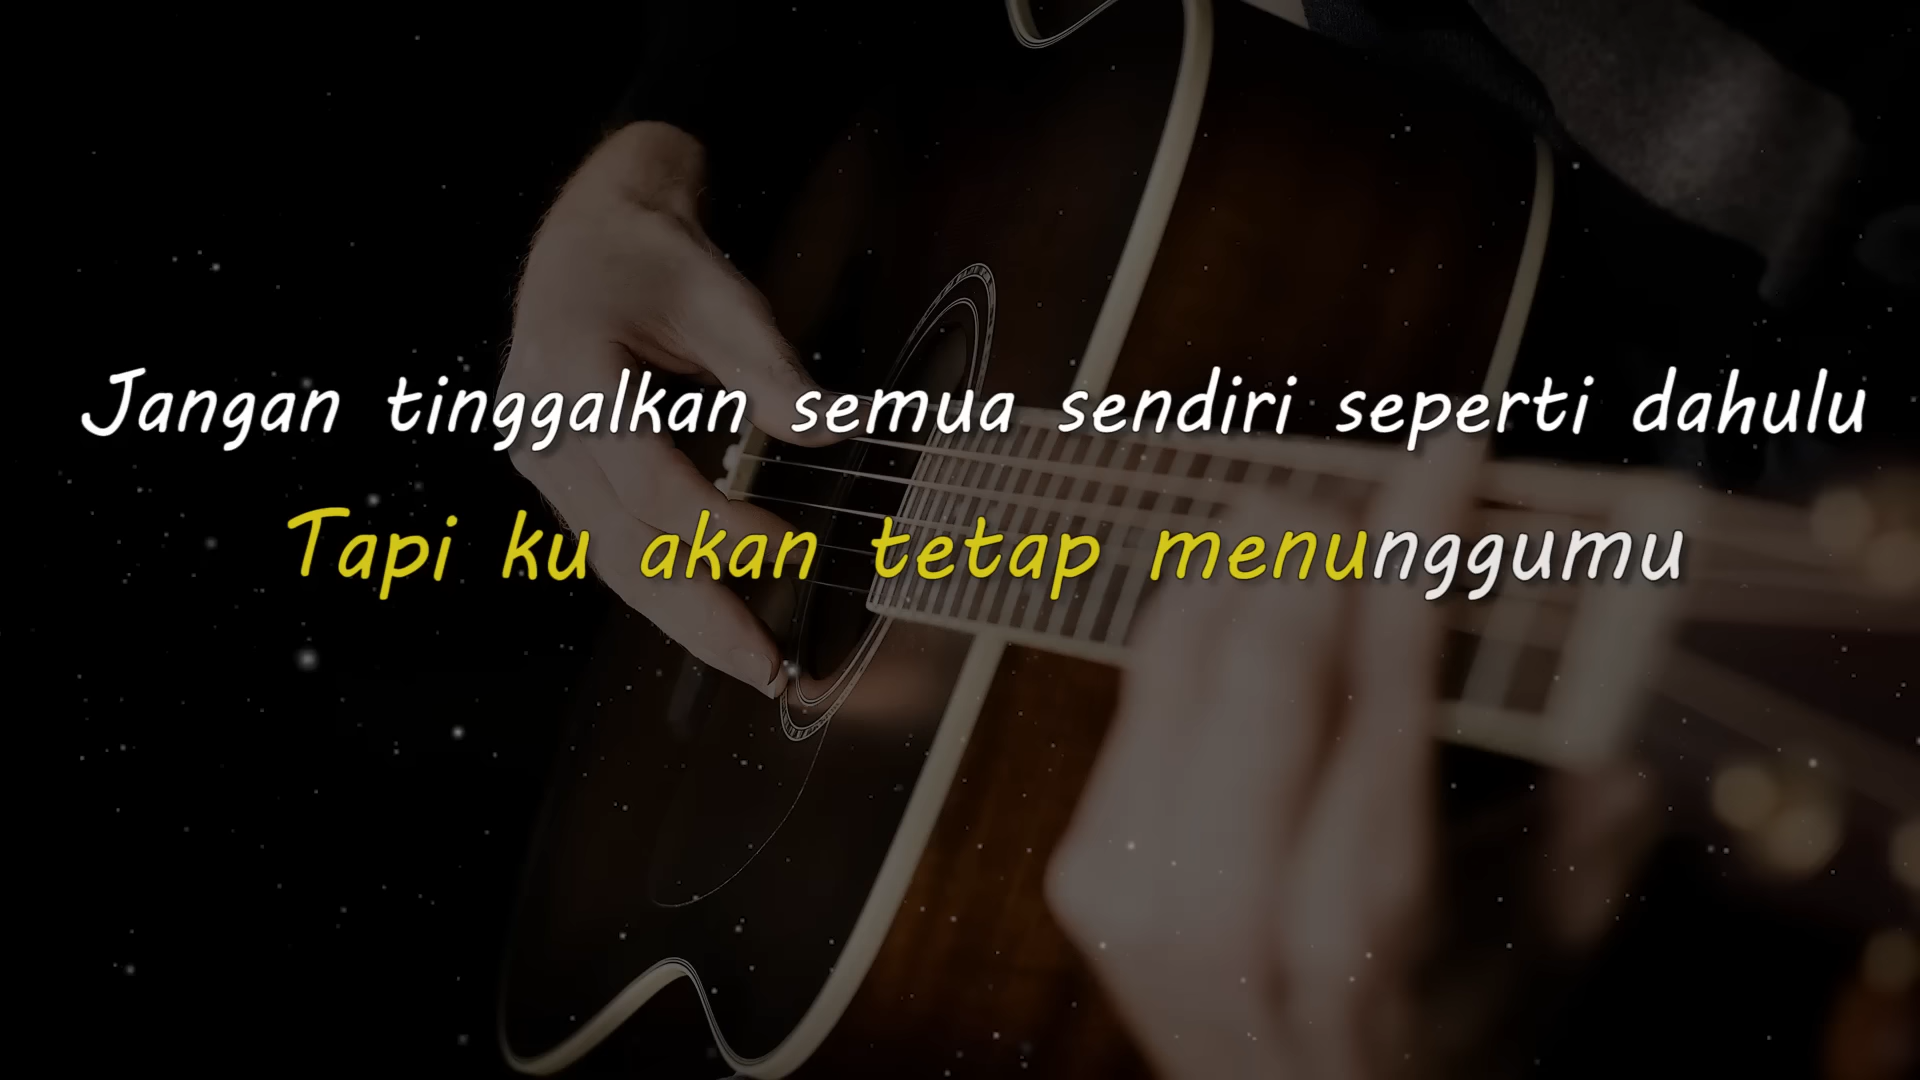 Jangan tinggalkan semua sendiri seperti dahulu
Tapi ku akan tetap menunggumu